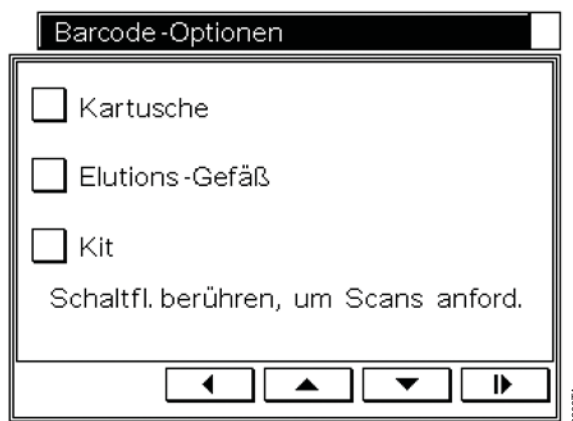 Barcode-Optionen
Kartusche
Elutions-Gefäß
Kit
Schaltfl. berühren, um Scans anford.